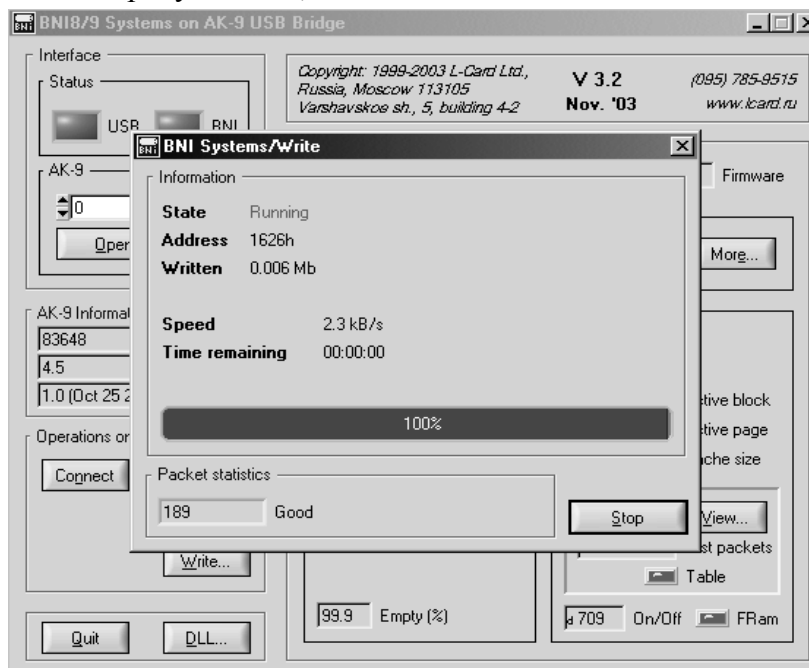 BNI8/9 Systems on AK-9 USB Bridge
Interface
Status
USB
BNI
Copyright: 1999-2003 L-Card Ltd.,
Russia, Moscow 113105
Varshavskoe sh., 5, building 4-2
V 3.2
Nov. '03
(095) 785-9515
www.lcard.ru
AK-9
0
Firmware
More...
BNI Systems/Write
Information
State Running
Address 1626h
Written 0.006 Mb
Speed 2.3 kB/s
Time remaining 00:00:00
100%
Packet statistics
189 Good
Stop
AK-9 Informa
83648
4.5
1.0 (Oct 25 2
Operations or
Connect
Write...
Quit
DLL...
99.9 Empty (%)
tive block
tive page
che size
View...
st packets
Table
709 On/Off FRam